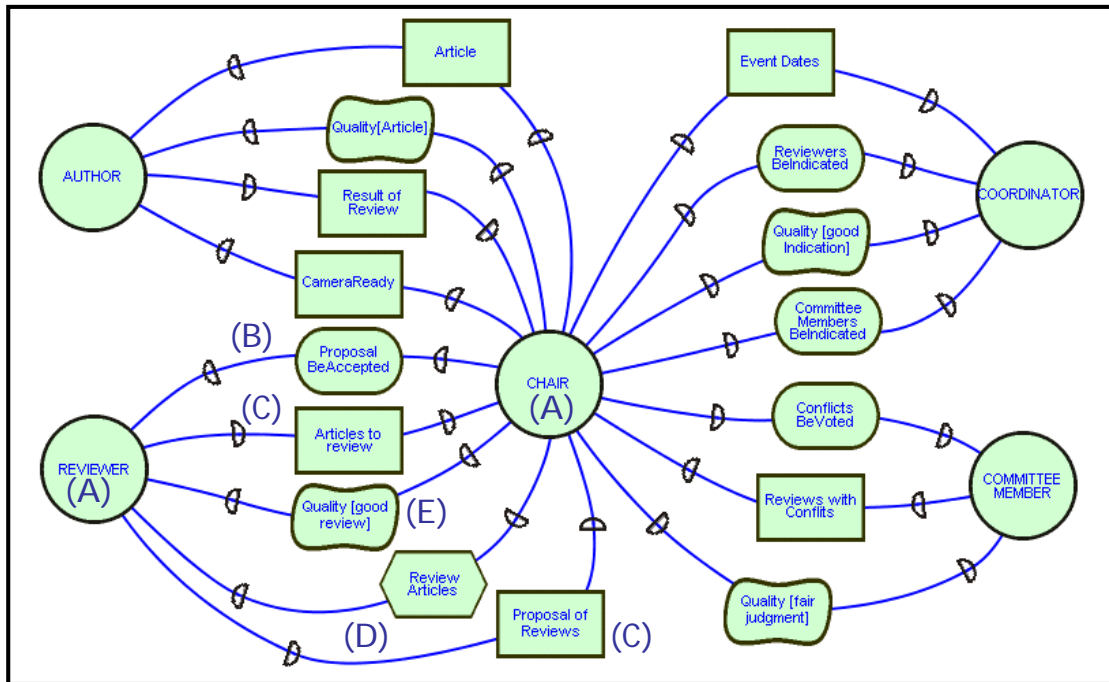 Article
Event Dates
Quality[Article]
Reviewers
BeIndicated
AUTHOR
Result of
Review
COORDINATOR
Quality [good
Indication]
CameraReady
Committee
Members
BeIndicated
(B)
Proposal
BeAccepted
CHAIR
(A)
(C)
Articles to
review
Conflicts
BeVoted
REVIEWER
(A)
Quality [good
review]
(E)
Reviews with
Conflits
COMMITTEE
MEMBER
Review
Articles
(D)
Proposal of
Reviews
(C)
Quality [fair
judgment]